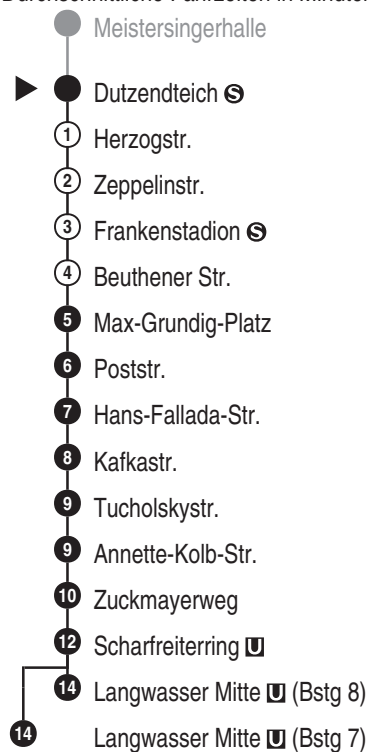 Durchschnittliche Fahrzeiten in Minuten
Meistersingerhalle
Dutzendteich S
1 Herzogstr.
2 Zeppelinstr.
3 Frankenstadion S
4 Beuthener Str.
5 Max-Grundig-Platz
6 Poststr.
7 Hans-Fallada-Str.
8 Kafkastr.
9 Tucholskystr.
9 Annette-Kolb-Str.
10 Zuckmayerweg
12 Scharfreiterring U
14 Langwasser Mitte U (Bstg 8)
14 Langwasser Mitte U (Bstg 7)